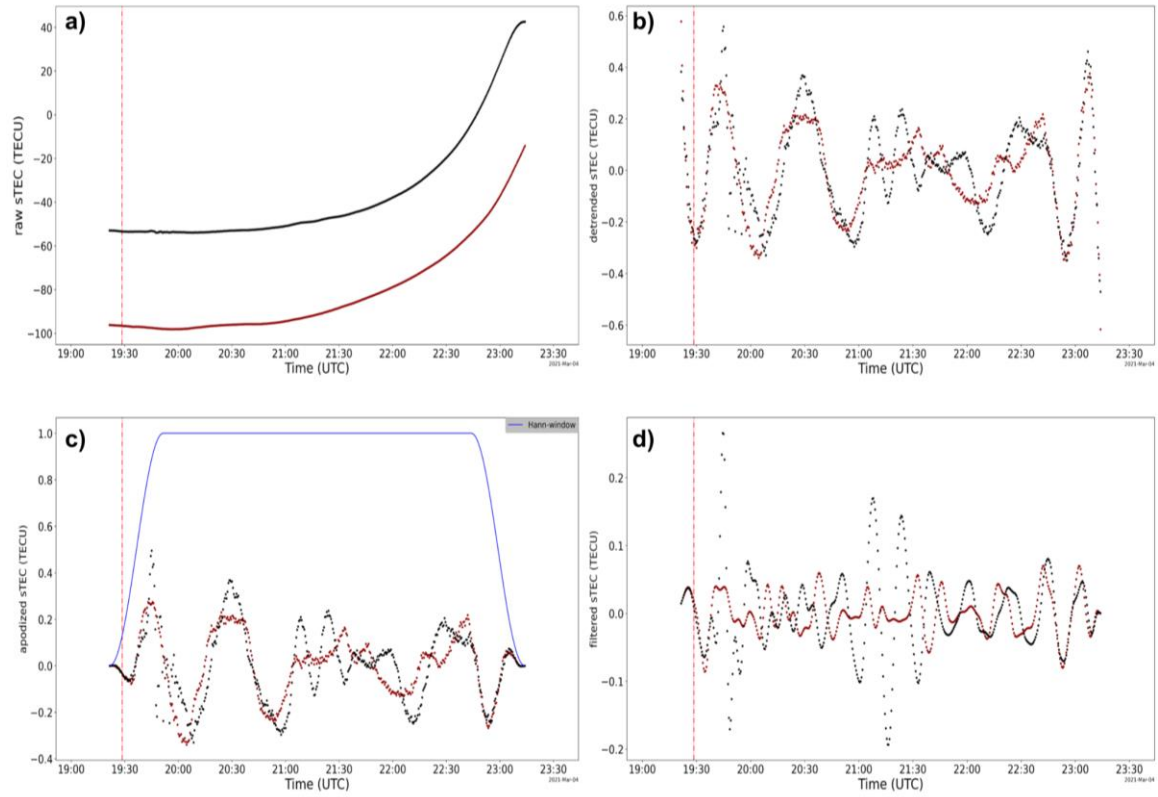 a)
raw sTEC (TECU)
40
20
0
−20
−40
−60
−80
−100
19:00 19:30 20:00 20:30 21:00 21:30 22:00 22:30 23:00 23:30
Time (UTC)
2021-Mar-04
b)
detrended sTEC (TECU)
0.6
0.4
0.2
0.0
−0.2
−0.4
−0.6
19:00 19:30 20:00 20:30 21:00 21:30 22:00 22:30 23:00 23:30
Time (UTC)
2021-Mar-04
c)
Hann-window
apodized sTEC (TECU)
1.0
0.8
0.6
0.4
0.2
0.0
−0.2
−0.4
19:00 19:30 20:00 20:30 21:00 21:30 22:00 22:30 23:00 23:30
Time (UTC)
2021-Mar-04
d)
filtered sTEC (TECU)
0.2
0.1
0.0
−0.1
−0.2
19:00 19:30 20:00 20:30 21:00 21:30 22:00 22:30 23:00 23:30
Time (UTC)
2021-Mar-04